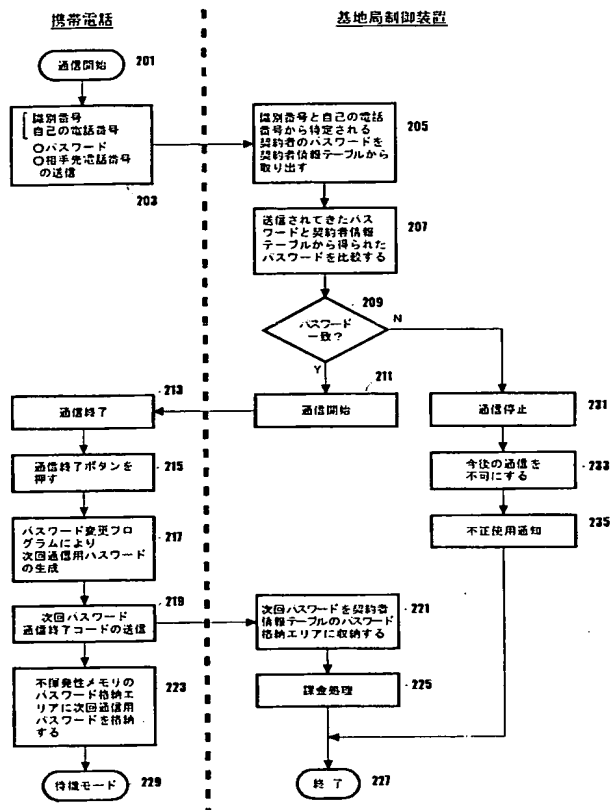 携帯電話
基地局制御装置
通信開始
201
識別番号
自己の電話番号
○パスワード
○相手先電話番号
の送信
203
識別番号と自己の電話
番号から特定される
契約者のパスワードを
契約者情報テーブルから
取り出す
205
送信されてきたパス
ワードと契約者情報
テーブルから得られた
パスワードを比較する
207
209
パスワード
一致?
N
Y
211
通信開始
213
通信終了
通信停止
231
通信終了ボタンを
押す
215
今後の通信を
不可にする
233
パスワード変更プロ
グラムにより
次回通信用パスワード
の生成
217
不正使用通知
235
219
次回パスワード
通信終了コードの送信
次回パスワードを契約者
情報テーブルのパスワード
格納エリアに収納する
221
不揮発性メモリの
パスワード格納エ
リアに次回通信用
パスワードを格納
する
223
課金処理
225
待機モード
229
終了
227